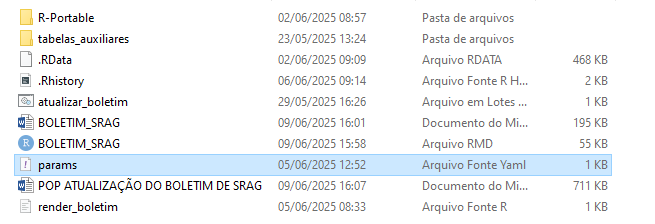 R-Portable 02/06/2025 08:57 Pasta de arquivos
tabelas_auxiliares 23/05/2025 13:24 Pasta de arquivos
.RData 02/06/2025 09:09 Arquivo RDATA 468 KB
.Rhistory 06/06/2025 09:14 Arquivo Fonte R H... 2 KB
atualizar_boletim 29/05/2025 16:26 Arquivo em Lotes ... 1 KB
BOLETIM_SRAG 09/06/2025 16:01 Documento do Mi... 195 KB
BOLETIM_SRAG 09/06/2025 15:58 Arquivo RMD 55 KB
params 05/06/2025 12:52 Arquivo Fonte Yaml 1 KB
POP ATUALIZAÇÃO DO BOLETIM DE SRAG 09/06/2025 16:07 Documento do Mi... 711 KB
render_boletim 05/06/2025 08:33 Arquivo Fonte R 1 KB